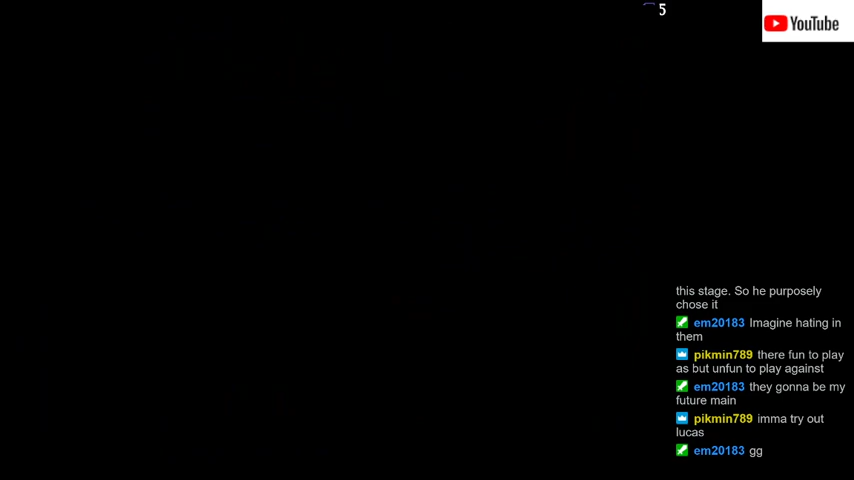 5
YouTube
this stage. So he purposely
chose it
em20183 Imagine hating in
them
pikmin789 there fun to play
as but unfun to play against
em20183 they gonna be my
future main
pikmin789 imma try out
lucas
em20183 gg